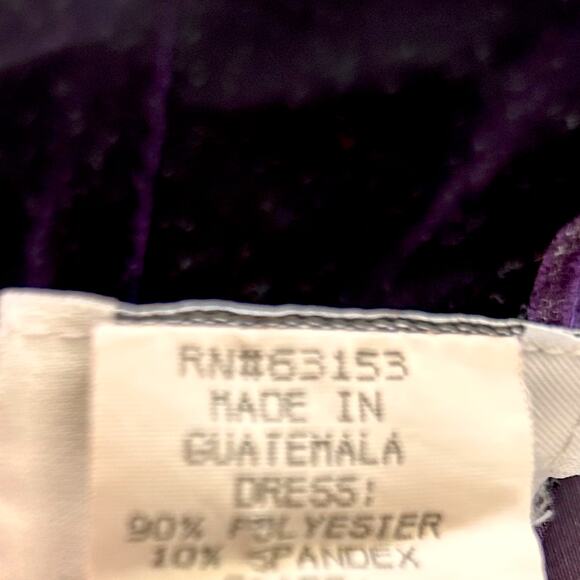 RN#63153
MADE IN
GUATEMALA
DRESS:
90% POLYESTER
10% SPANDEX